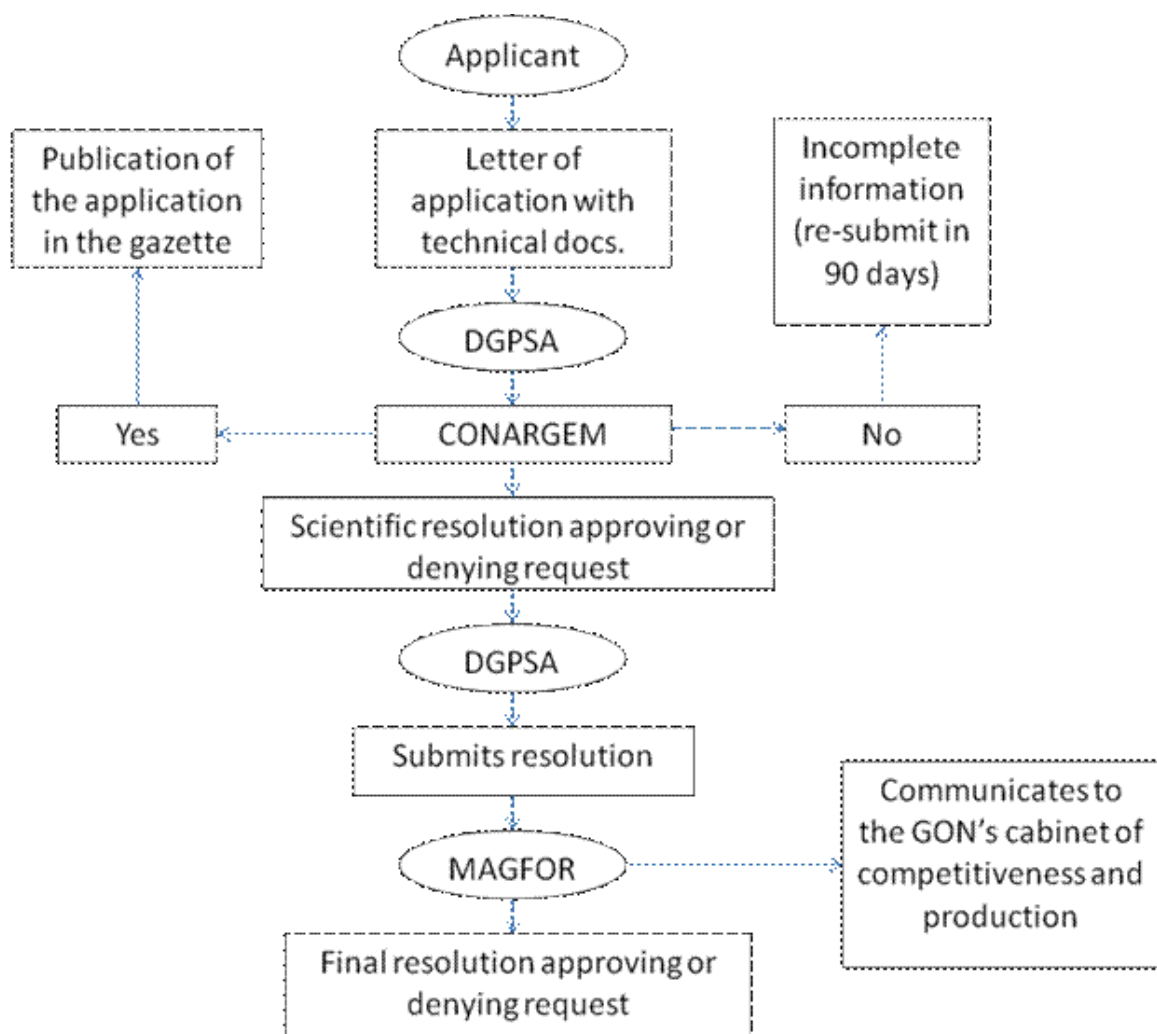 Applicant
Publication of
the application
in the gazette
Letter of
application with
technical docs.
Incomplete
information
(re-submit in
90 days)
DGPSA
Yes
CONARGEM
No
Scientific resolution approving or
denying request
DGPSA
Submits resolution
MAGFOR
Communicates to
the GON's cabinet of
competitiveness and
production
Final resolution approving or
denying request